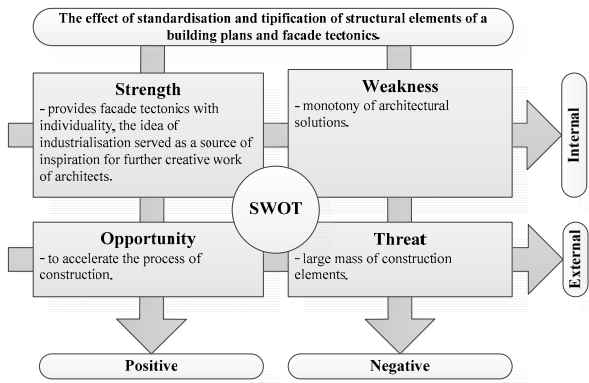 The effect of standardisation and tipification of structural elements of a
building plans and facade tectonics.
Strength
- provides facade tectonics with
individuality, the idea of
industrialisation served as a source of
inspiration for further creative work
of architects.
Weakness
- monotony of architectural
solutions.
Internal
SWOT
Opportunity
- to accelerate the process of
construction.
Threat
- large mass of construction
elements.
External
Positive
Negative